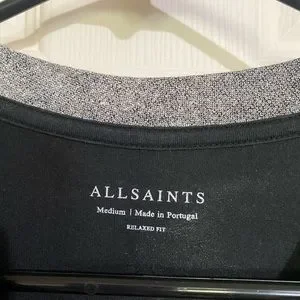 ALLSAINTS
Medium | Made in Portugal
RELAXED FIT